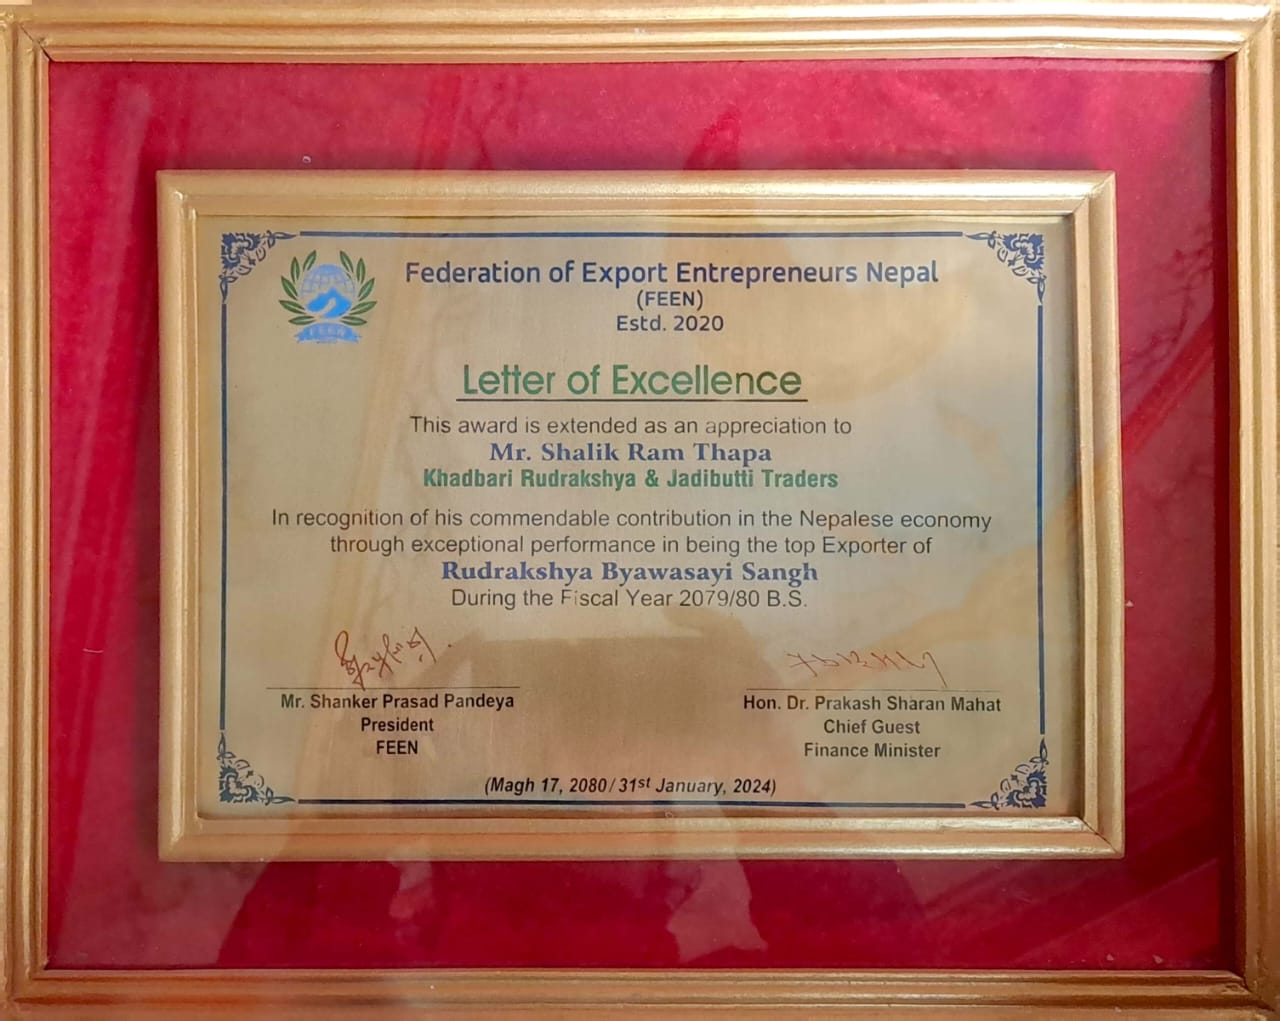 Federation of Export Entrepreneurs Nepal
(FEEN)
Estd. 2020
FEEN
Letter of Excellence
This award is extended as an appreciation to
Mr. Shalik Ram Thapa
Khadbari Rudrakshya & Jadibutti Traders
In recognition of his commendable contribution in the Nepalese economy
through exceptional performance in being the top Exporter of
Rudrakshya Byawasayi Sangh
During the Fiscal Year 2079/80 B.S.
Mr. Shanker Prasad Pandeya
President
FEEN
Hon. Dr. Prakash Sharan Mahat
Chief Guest
Finance Minister
(Magh 17, 2080/31st January, 2024)